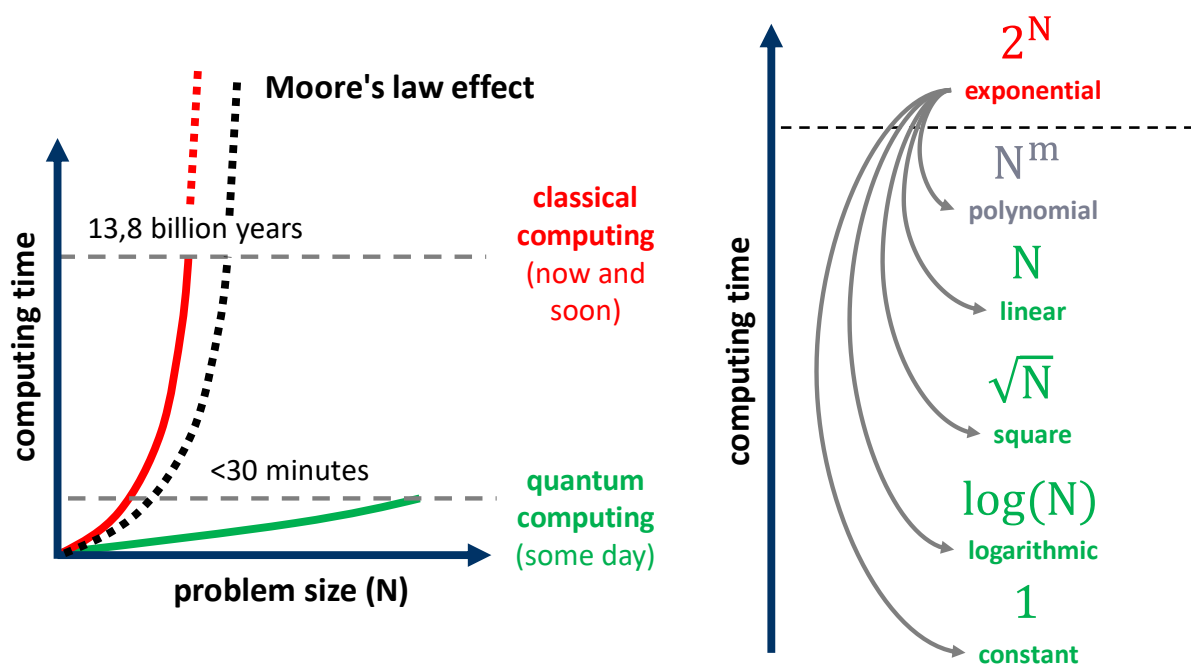 Moore's law effect
13,8 billion years
classical
computing
(now and
soon)
computing time
<30 minutes
quantum
computing
(some day)
problem size (N)
computing time
2^N
exponential
N^m
polynomial
N
linear
√N
square
log(N)
logarithmic
1
constant